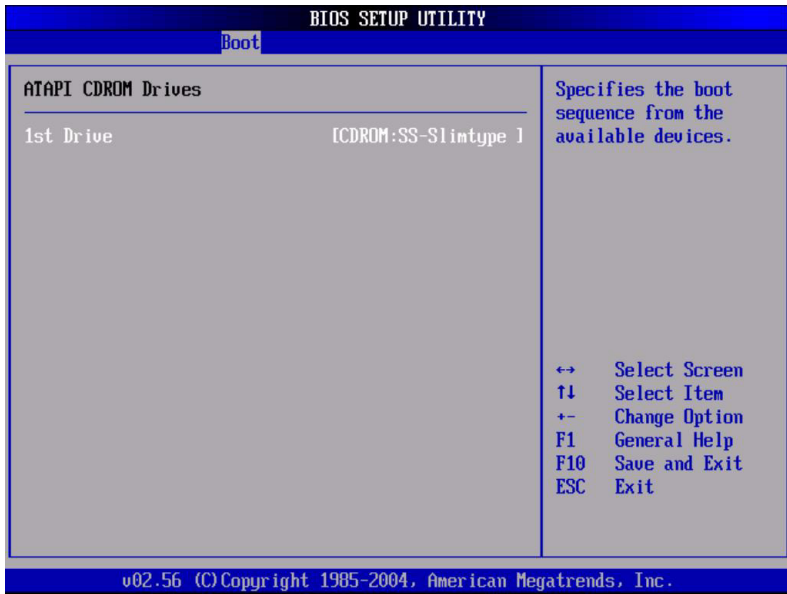 BIOS SETUP UTILITY
Boot
ATAPI CDROM Drives
1st Drive [CDROM:SS-Slimtype ]
Specifies the boot
sequence from the
available devices.
↔ Select Screen
↑↓ Select Item
+- Change Option
F1 General Help
F10 Save and Exit
ESC Exit
v02.56 (C)Copyright 1985-2004, American Megatrends, Inc.